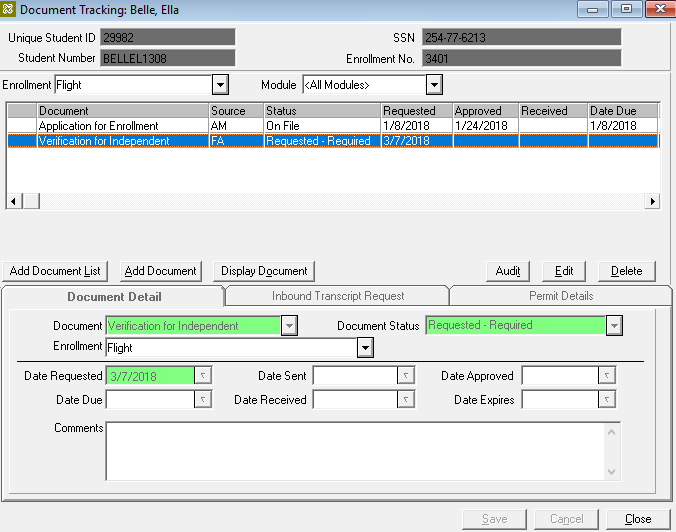 Document Tracking: Belle, Ella
Unique Student ID 29982 SSN 254-77-6213
Student Number BELLEL1308 Enrollment No. 3401
Enrollment Flight Module <All Modules>
Document Source Status Requested Approved Received Date Due
Application for Enrollment AM On File 1/8/2018 1/24/2018 1/8/2018
Verification for Independent FA Requested - Required 3/7/2018
Add Document List Add Document Display Document Audit Edit Delete
Document Detail Inbound Transcript Request Permit Details
Document Verification for Independent Document Status Requested - Required
Enrollment Flight
Date Requested 3/7/2018 Date Sent Date Approved
Date Due Date Received Date Expires
Comments
Save Cancel Close